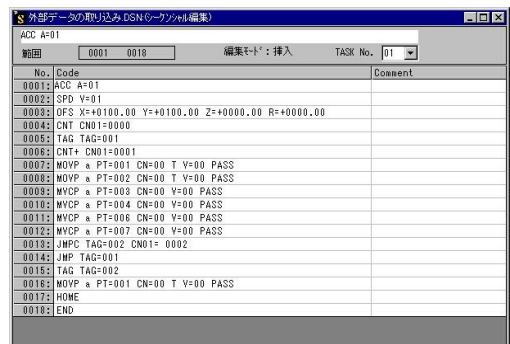 外部データの取り込み.DSN:(シーケンシャル編集)
ACC A=01
範囲 0001 0018 編集モード:挿入 TASK No. 01
No. Code Comment
0001: ACC A=01
0002: SPD V=01
0003: OFS X=+0100.00 Y=+0100.00 Z=+0000.00 R=+0000.00
0004: CNT CN01=0000
0005: TAG TAG=001
0006: CNT+ CN01=0001
0007: MOVP a PT=001 CN=00 T V=00 PASS
0008: MOVP a PT=002 CN=00 T V=00 PASS
0009: MVCP a PT=003 CN=00 V=00 PASS
0010: MVCP a PT=004 CN=00 V=00 PASS
0011: MVCP a PT=006 CN=00 V=00 PASS
0012: MVCP a PT=007 CN=00 V=00 PASS
0013: JMPC TAG=002 CN01= 0002
0014: JMP TAG=001
0015: TAG TAG=002
0016: MOVP a PT=001 CN=00 T V=00 PASS
0017: HOME
0018: END